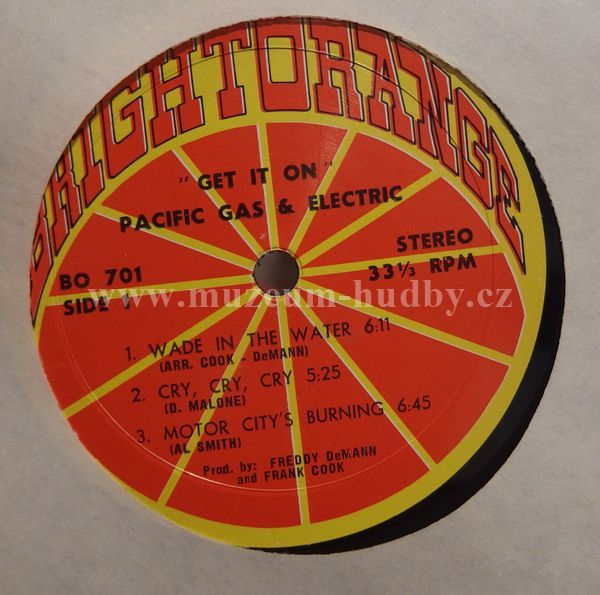 BRIGHT ORANGE
"GET IT ON"
PACIFIC GAS & ELECTRIC
BO 701
SIDE 1
STEREO
33⅓ RPM
www.muzeum-hudby.cz
1. WADE IN THE WATER 6:11
(ARR. COOK - DeMANN)
2. CRY, CRY, CRY 5:25
(D. MALONE)
3. MOTOR CITY'S BURNING 6:45
(AL SMITH)
Prod. by: FREDDY DeMANN
and FRANK COOK